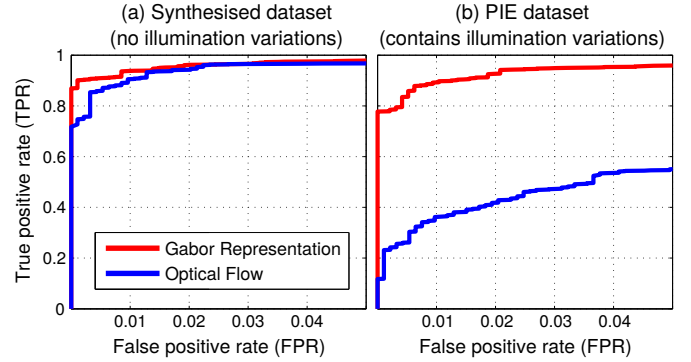 (a) Synthesised dataset
(no illumination variations)
(b) PIE dataset
(contains illumination variations)
True positive rate (TPR)
1
0.8
0.6
0.4
0.2
0
Gabor Representation
Optical Flow
0.01 0.02 0.03 0.04
False positive rate (FPR)
0.01 0.02 0.03 0.04
False positive rate (FPR)